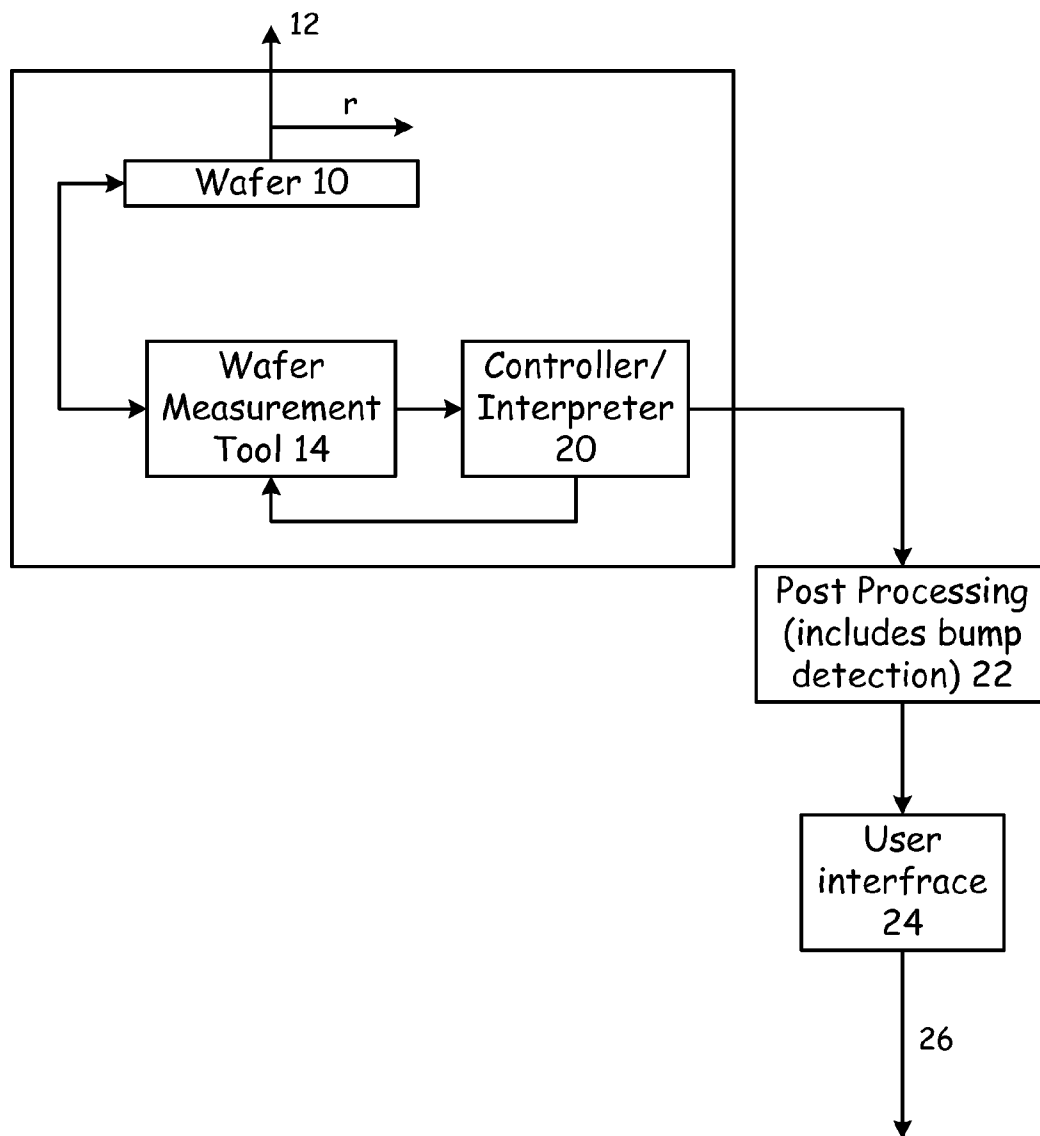 12
r
Wafer 10
Wafer
Measurement
Tool 14
Controller/
Interpreter
20
Post Processing
(includes bump
detection) 22
User
interfrace
24
26